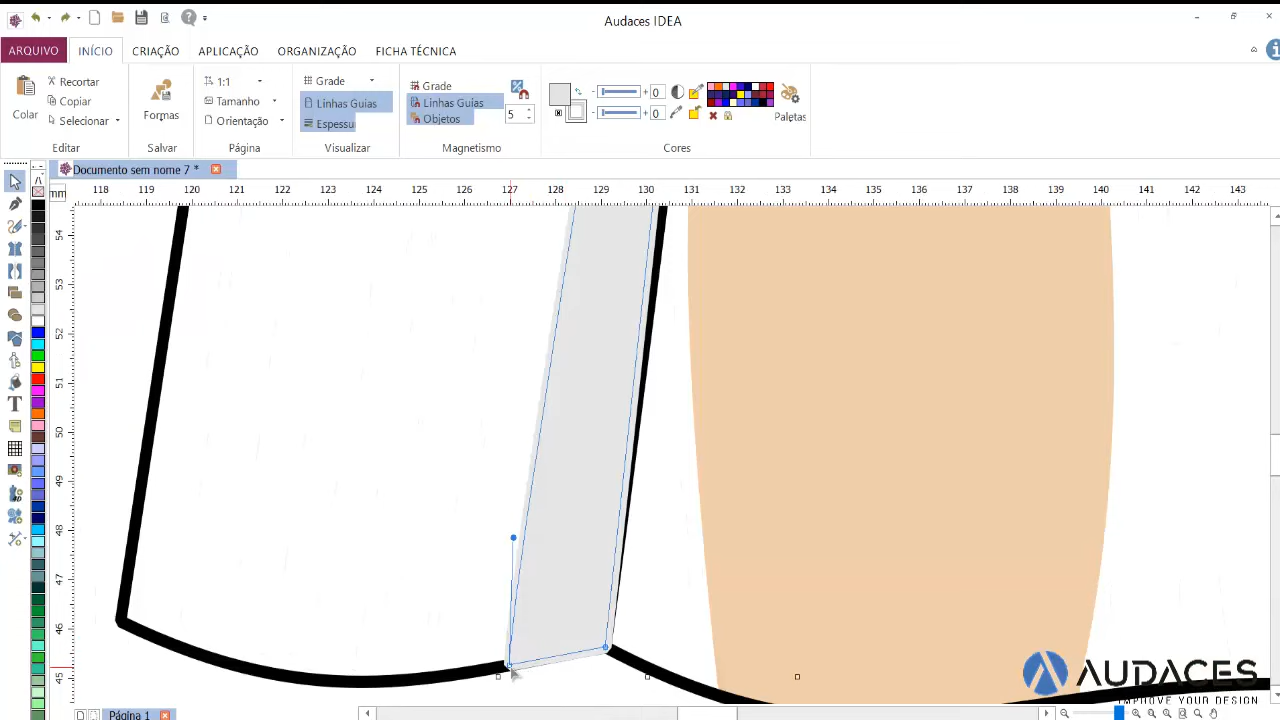 Audaces IDEA
ARQUIVO INÍCIO CRIAÇÃO APLICAÇÃO ORGANIZAÇÃO FICHA TÉCNICA
Colar
Recortar
Copiar
Selecionar
Editar
Formas
Salvar
1:1
Tamanho
Orientação
Página
Grade
Linhas Guias
Espessu
Visualizar
Grade
Linhas Guias
Objetos
5
Magnetismo
- + 0
- + 0
Paletas
Cores
Documento sem nome 7 *
mm
118 119 120 121 122 123 124 125 126 127 128 129 130 131 132 133 134 135 136 137 138 139 140 141 142 143
54
53
52
51
50
49
48
47
46
45
T
AUDACES
IMPROVE YOUR DESIGN
Página 1